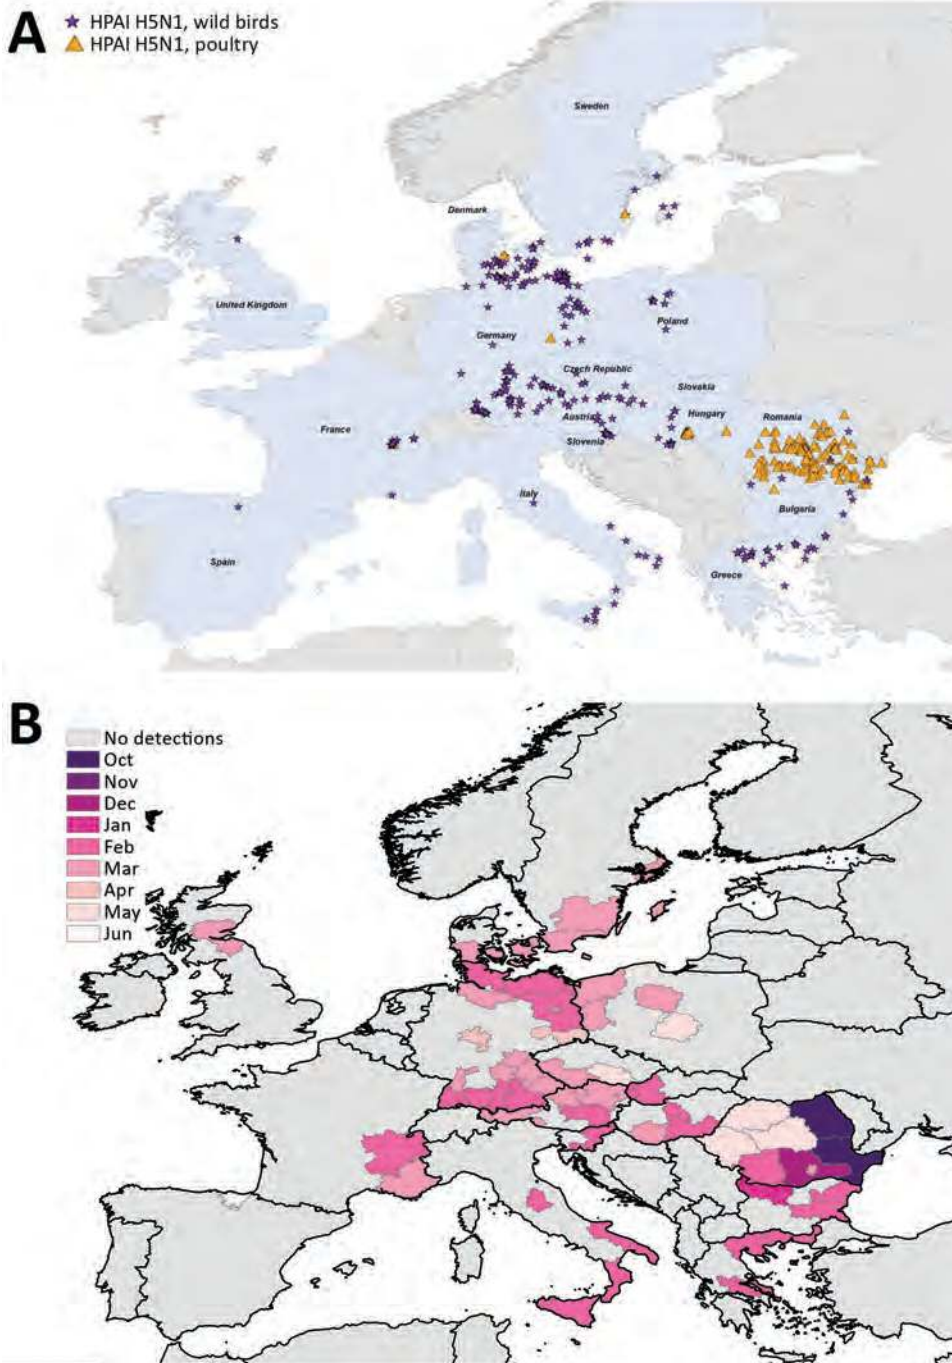 A
HPAI H5N1, wild birds
HPAI H5N1, poultry
Sweden
Denmark
United Kingdom
Poland
Germany
Czech Republic
Slovakia
Austria
Hungary
Romania
France
Slovenia
Italy
Bulgaria
Spain
Greece
B
No detections
Oct
Nov
Dec
Jan
Feb
Mar
Apr
May
Jun